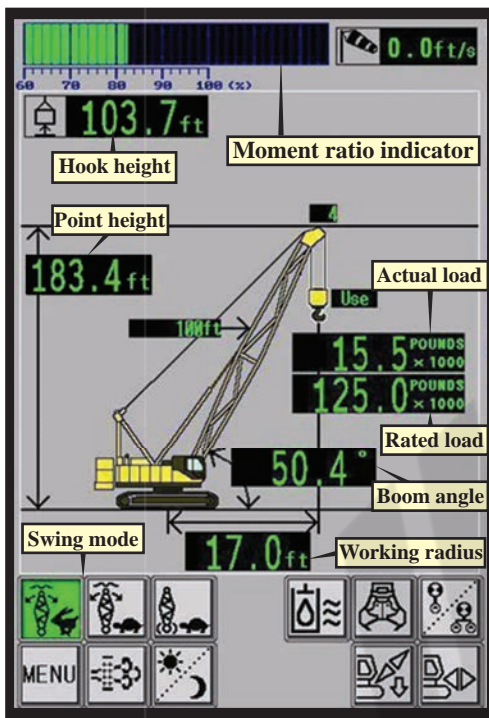 0.0ft/s
60 70 80 90 100 (%)
103.7ft
Moment ratio indicator
Hook height
Point height
4
183.4ft
Actual load
Use
100ft
15.5 POUNDS × 1000
125.0 POUNDS × 1000
Rated load
50.4°
Boom angle
Swing mode
17.0ft
Working radius
MENU